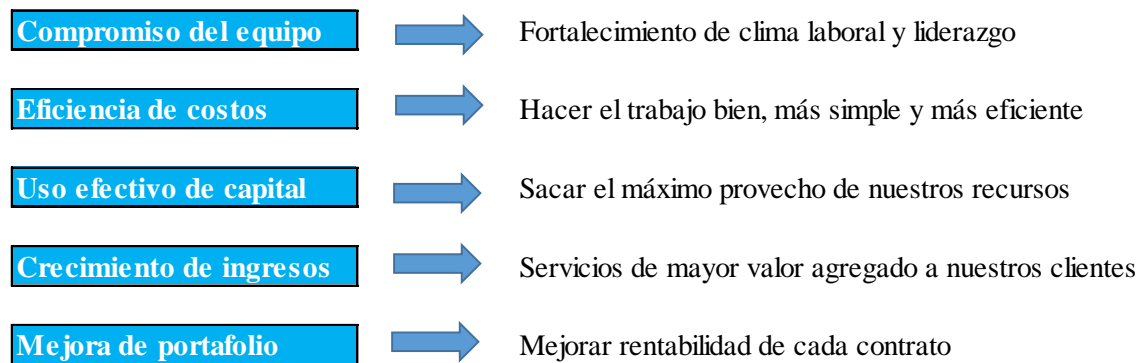 Compromiso del equipo Fortalecimiento de clima laboral y liderazgo
Eficiencia de costos Hacer el trabajo bien, más simple y más eficiente
Uso efectivo de capital Sacar el máximo provecho de nuestros recursos
Crecimiento de ingresos Servicios de mayor valor agregado a nuestros clientes
Mejora de portafolio Mejorar rentabilidad de cada contrato